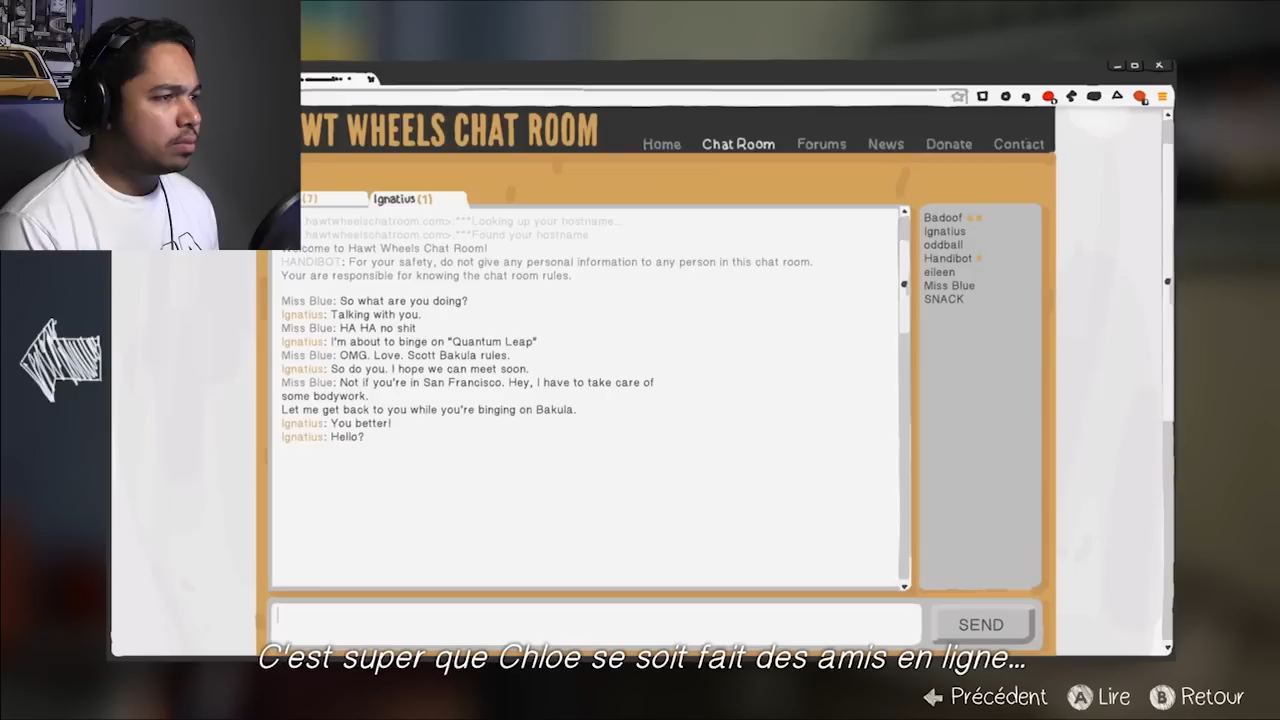 WT WHEELS CHAT ROOM
Home Chat Room Forums News Donate Contact
(7) Ignatius (1)
hawtwheelschatroom.com>.***Looking up your hostname...
hawtwheelschatroom.com>.***Found your hostname
Welcome to Hawt Wheels Chat Room!
HANDIBOT: For your safety, do not give any personal information to any person in this chat room.
Your are responsible for knowing the chat room rules.
Miss Blue: So what are you doing?
Ignatius: Talking with you.
Miss Blue: HA HA no shit
Ignatius: I'm about to binge on "Quantum Leap"
Miss Blue: OMG. Love. Scott Bakula rules.
Ignatius: So do you. I hope we can meet soon.
Miss Blue: Not if you're in San Francisco. Hey, I have to take care of
some bodywork.
Let me get back to you while you're binging on Bakula.
Ignatius: You better!
Ignatius: Hello?
Badoof
Ignatius
oddball
Handibot
eileen
Miss Blue
SNACK
SEND
C'est super que Chloe se soit fait des amis en ligne...
Précédent A Lire B Retour